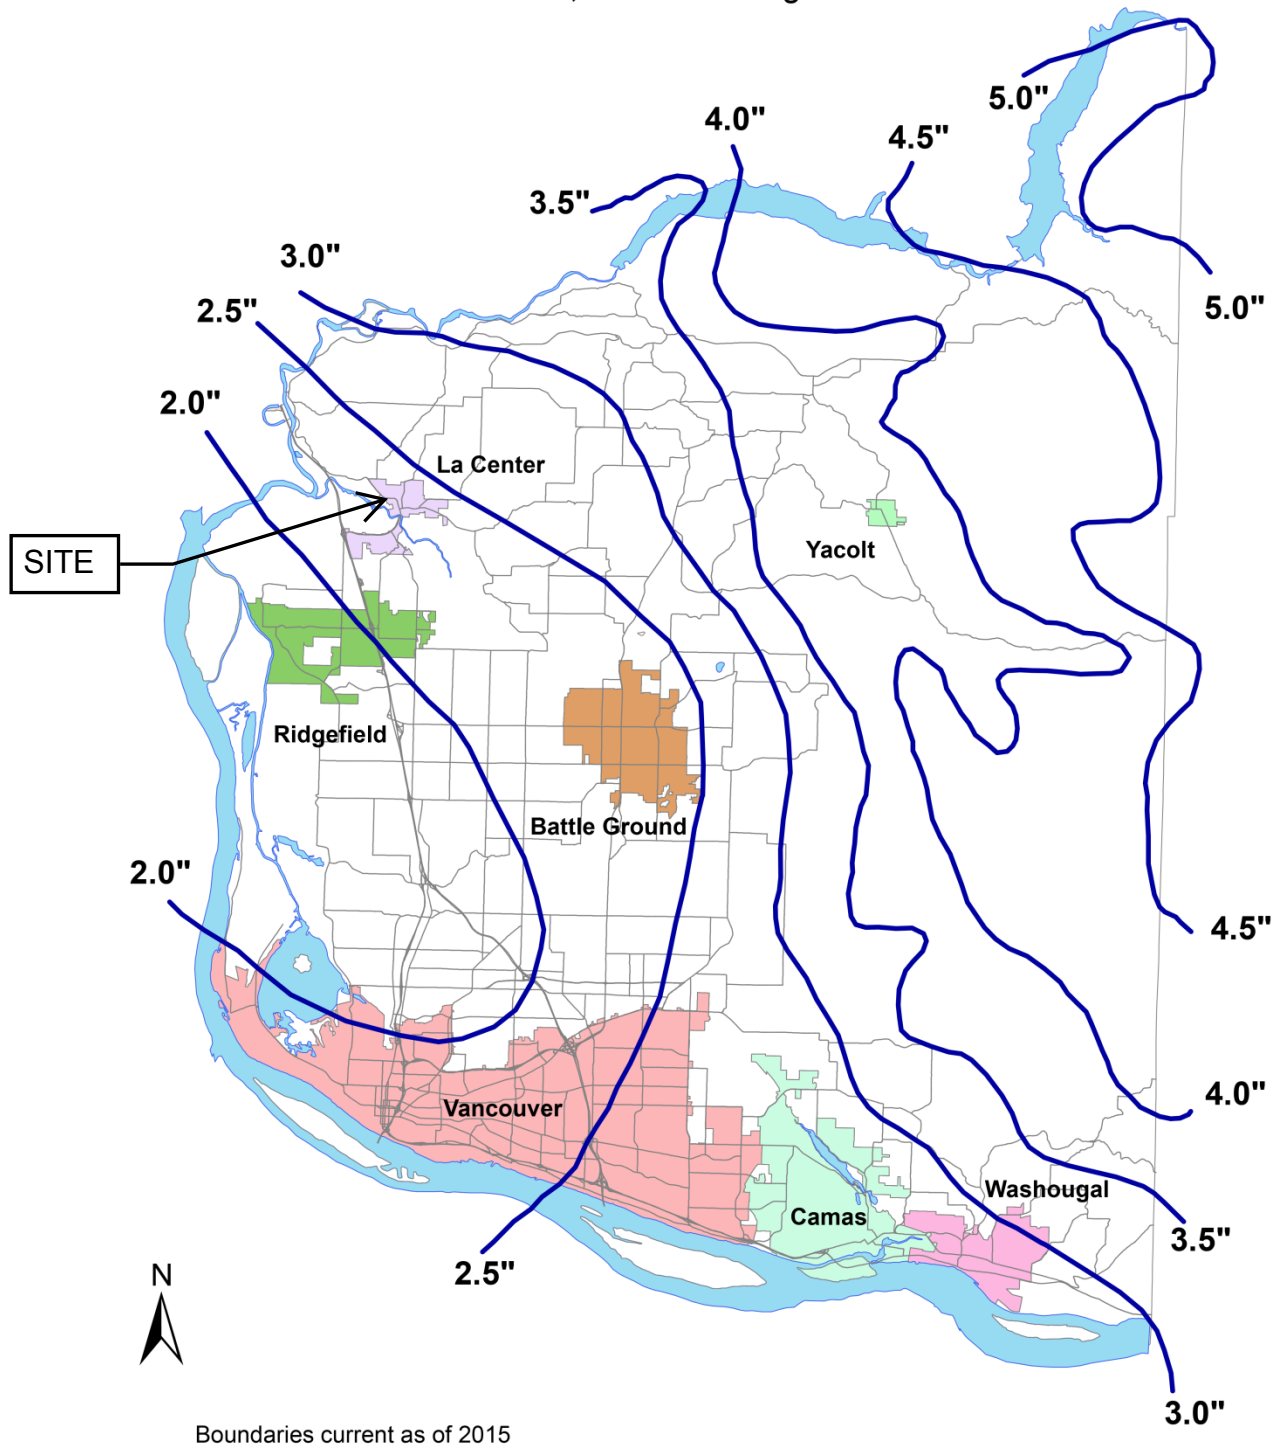 5.0"
4.0"
4.5"
3.5"
3.0"
5.0"
2.5"
2.0"
La Center
SITE
Yacolt
Ridgefield
Battle Ground
2.0"
4.5"
4.0"
Vancouver
Washougal
Camas
3.5"
2.5"
N
3.0"
Boundaries current as of 2015